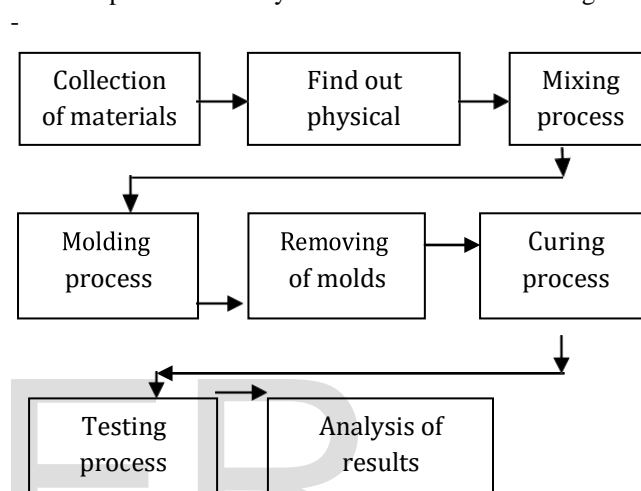 -
Collection
of materials
Find out
physical
Mixing
process
Molding
process
Removing
of molds
Curing
process
Testing
process
Analysis of
results